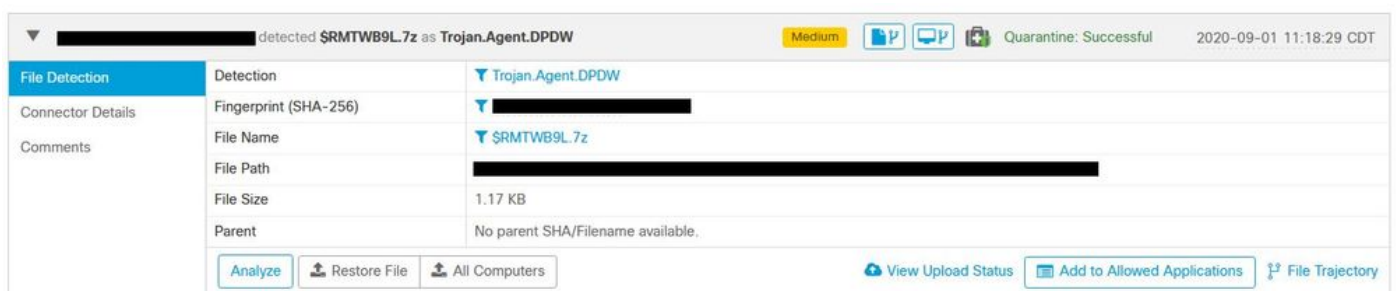 detected $RMTWB9L.7z as Trojan.Agent.DPDW Medium Quarantine: Successful 2020-09-01 11:18:29 CDT
File Detection
Connector Details
Comments
Detection Trojan.Agent.DPDW
Fingerprint (SHA-256)
File Name $RMTWB9L.7z
File Path
File Size 1.17 KB
Parent No parent SHA/Filename available.
Analyze Restore File All Computers View Upload Status Add to Allowed Applications File Trajectory